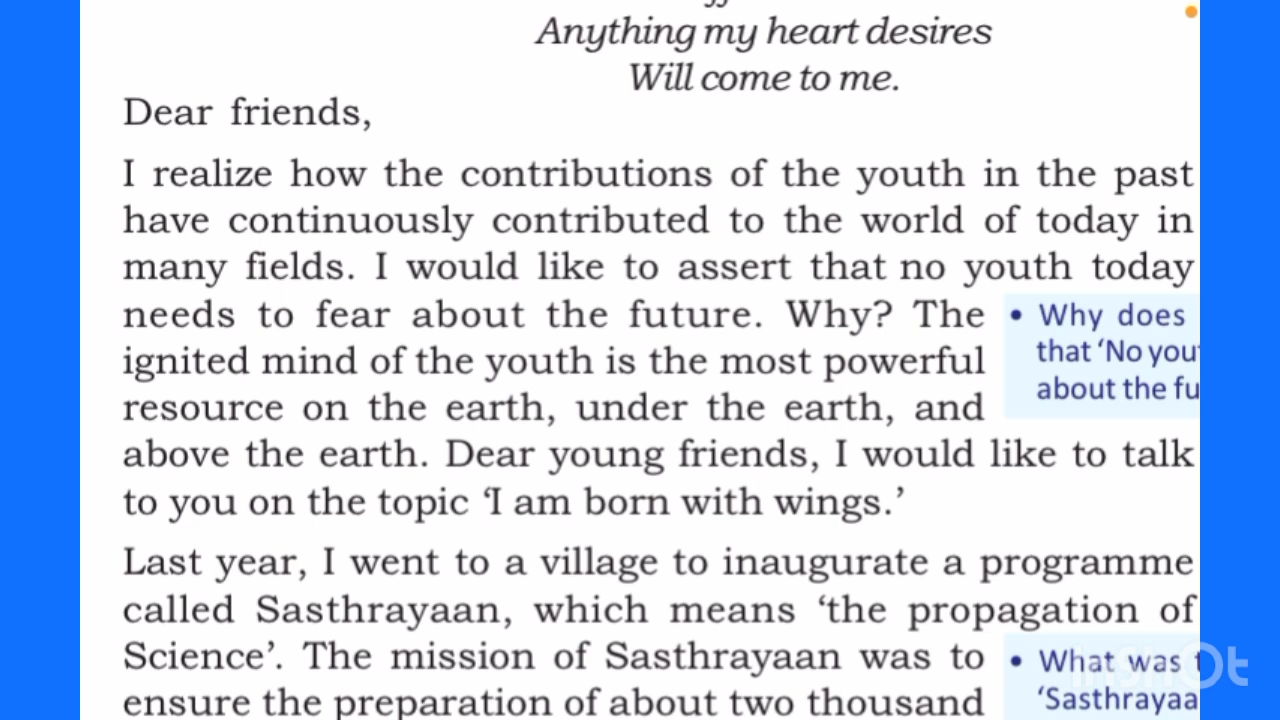 Anything my heart desires
Will come to me.
Dear friends,
I realize how the contributions of the youth in the past
have continuously contributed to the world of today in
many fields. I would like to assert that no youth today
needs to fear about the future. Why? The
ignited mind of the youth is the most powerful
resource on the earth, under the earth, and
above the earth. Dear young friends, I would like to talk
to you on the topic ‘I am born with wings.’
• Why does
that ‘No
about the
Last year, I went to a village to inaugurate a programme
called Sasthrayaan, which means ‘the propagation of
Science’. The mission of Sasthrayaan was to
ensure the preparation of about two thousand
• What was
InShOt